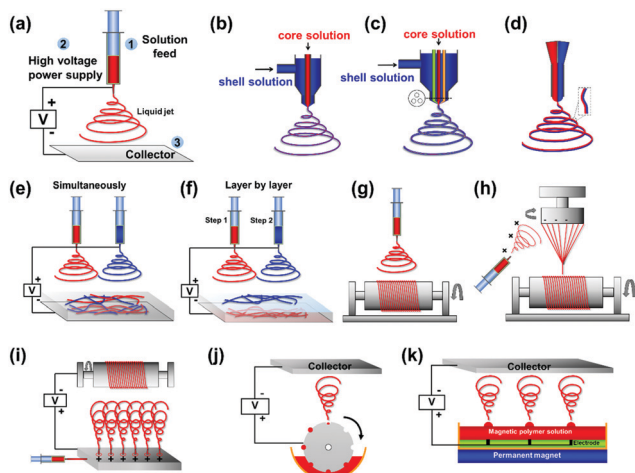 (a)
2
1
Solution
feed
High voltage
power supply
+
V
-
Liquid jet
3
Collector
(b)
core solution
shell solution
(c)
core solution
shell solution
(d)
(e)
Simultaneously
+
V
-
(f)
Layer by layer
Step 1
Step 2
+
V
-
(g)
(h)
(i)
-
V
+
+ + + + + +
(j)
Collector
-
V
+
(k)
Collector
-
V
+
Magnetic polymer solution
Electrode
Permanent magnet